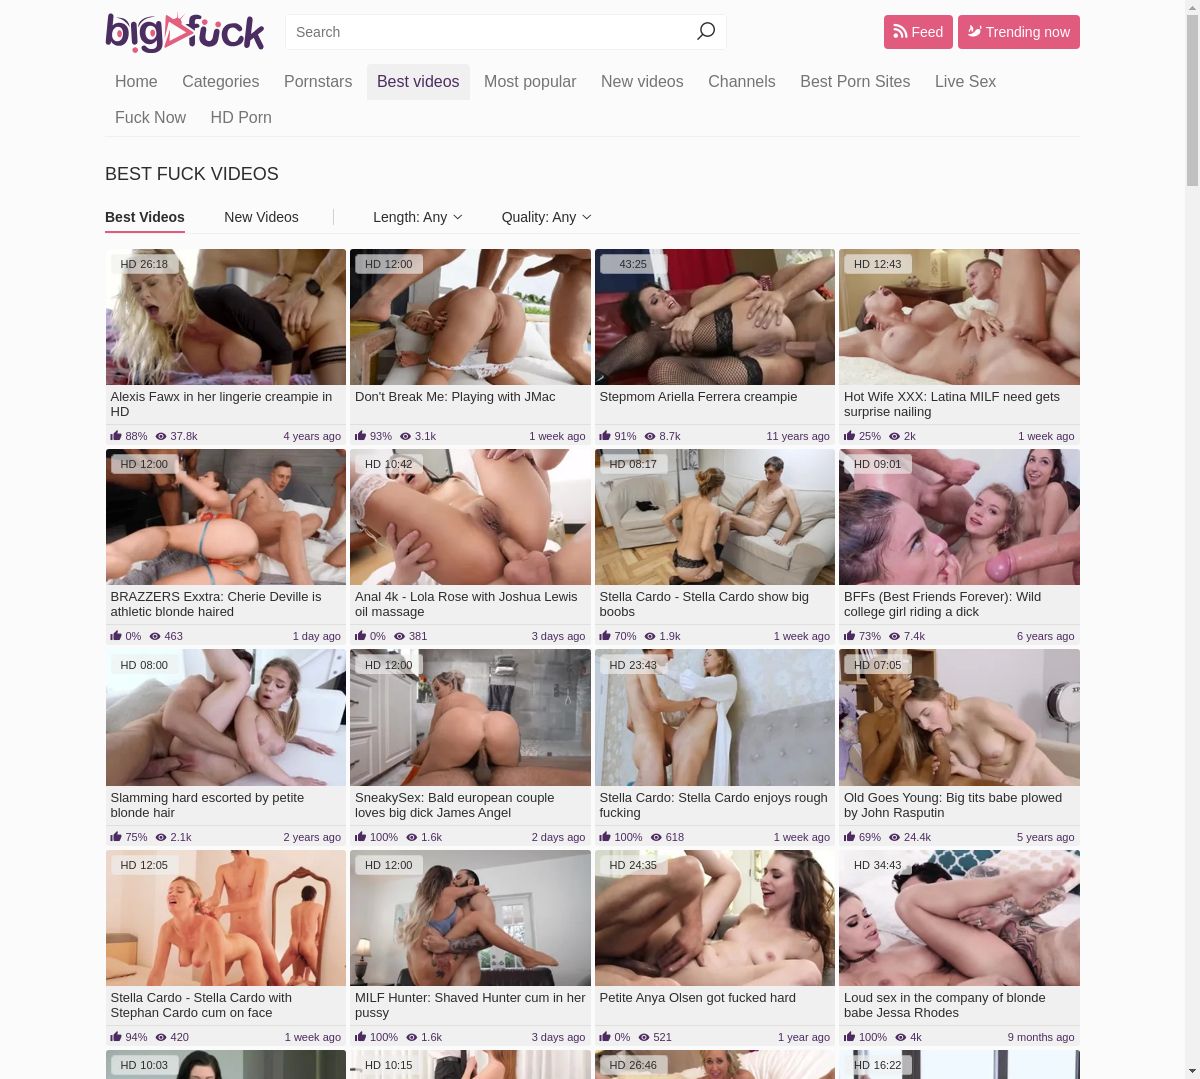 bigfuck
Search
Feed
Trending now
Home Categories Pornstars Best videos Most popular New videos Channels Best Porn Sites Live Sex
Fuck Now HD Porn
BEST FUCK VIDEOS
Best Videos New Videos Length: Any Quality: Any
HD 26:18
Alexis Fawx in her lingerie creampie in
HD
88% 37.8k 4 years ago
HD 12:00
Don't Break Me: Playing with JMac
93% 3.1k 1 week ago
43:25
Stepmom Ariella Ferrera creampie
91% 8.7k 11 years ago
HD 12:43
Hot Wife XXX: Latina MILF need gets
surprise nailing
25% 2k 1 week ago
HD 12:00
BRAZZERS Exxtra: Cherie Deville is
athletic blonde haired
0% 463 1 day ago
HD 10:42
Anal 4k - Lola Rose with Joshua Lewis
oil massage
0% 381 3 days ago
HD 08:17
Stella Cardo - Stella Cardo show big
boobs
70% 1.9k 1 week ago
HD 09:01
BFFs (Best Friends Forever): Wild
college girl riding a dick
73% 7.4k 6 years ago
HD 08:00
Slamming hard escorted by petite
blonde hair
75% 2.1k 2 years ago
HD 12:00
SneakySex: Bald european couple
loves big dick James Angel
100% 1.6k 2 days ago
HD 23:43
Stella Cardo: Stella Cardo enjoys rough
fucking
100% 618 1 week ago
HD 07:05
Old Goes Young: Big tits babe plowed
by John Rasputin
69% 24.4k 5 years ago
HD 12:05
Stella Cardo - Stella Cardo with
Stephan Cardo cum on face
94% 420 1 week ago
HD 12:00
MILF Hunter: Shaved Hunter cum in her
pussy
100% 1.6k 3 days ago
HD 24:35
Petite Anya Olsen got fucked hard
0% 521 1 year ago
HD 34:43
Loud sex in the company of blonde
babe Jessa Rhodes
100% 4k 9 months ago
HD 10:03
HD 10:15
HD 26:46
HD 16:22